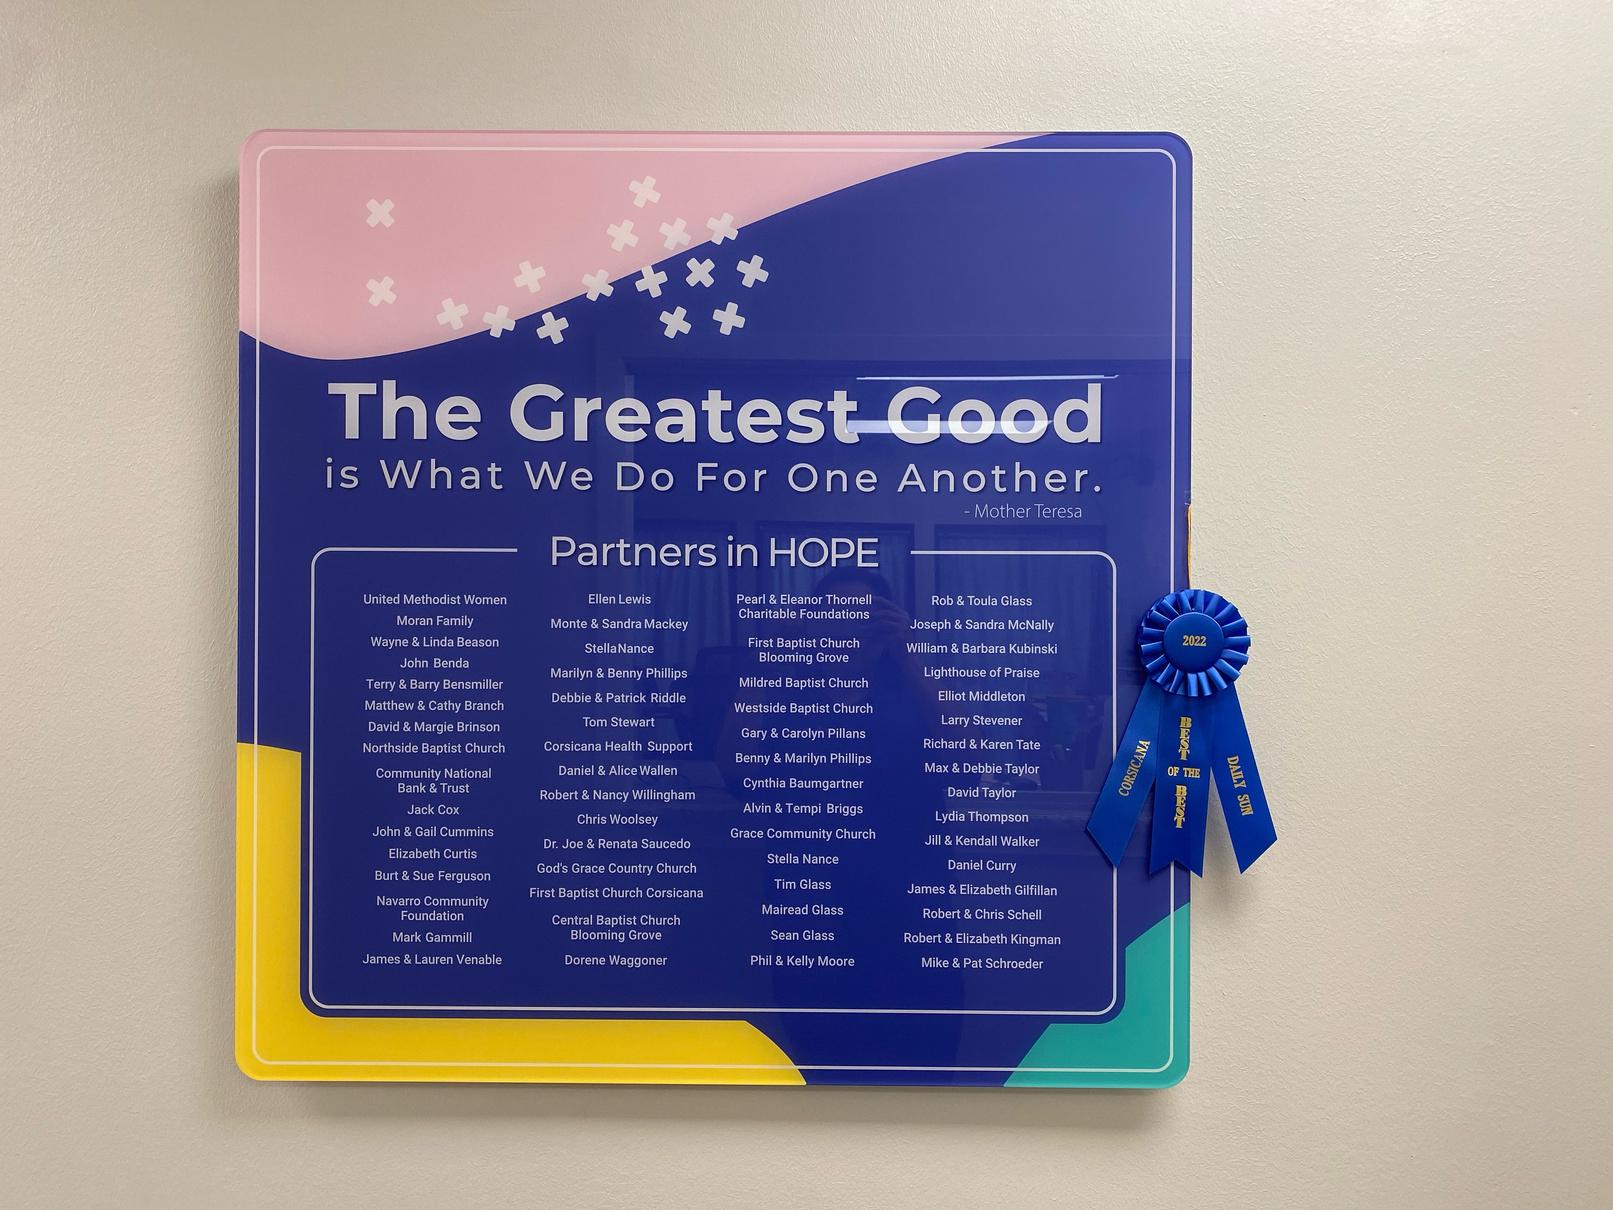 The Greatest Good
is What We Do For One Another.
- Mother Teresa
Partners in HOPE
United Methodist Women
Moran Family
Wayne & Linda Beason
John Benda
Terry & Barry Bensmiller
Matthew & Cathy Branch
David & Margie Brinson
Northside Baptist Church
Community National
Bank & Trust
Jack Cox
John & Gail Cummins
Elizabeth Curtis
Burt & Sue Ferguson
Navarro Community
Foundation
Mark Gammill
James & Lauren Venable
Ellen Lewis
Monte & Sandra Mackey
Stella Nance
Marilyn & Benny Phillips
Debbie & Patrick Riddle
Tom Stewart
Corsicana Health Support
Daniel & Alice Wallen
Robert & Nancy Willingham
Chris Woolsey
Dr. Joe & Renata Saucedo
God's Grace Country Church
First Baptist Church Corsicana
Central Baptist Church
Blooming Grove
Dorene Waggoner
Pearl & Eleanor Thornell
Charitable Foundations
First Baptist Church
Blooming Grove
Mildred Baptist Church
Westside Baptist Church
Gary & Carolyn Pillans
Benny & Marilyn Phillips
Cynthia Baumgartner
Alvin & Tempi Briggs
Grace Community Church
Stella Nance
Tim Glass
Mairead Glass
Sean Glass
Phil & Kelly Moore
Rob & Toula Glass
Joseph & Sandra McNally
William & Barbara Kubinski
Lighthouse of Praise
Elliot Middleton
Larry Stevener
Richard & Karen Tate
Max & Debbie Taylor
David Taylor
Lydia Thompson
Jill & Kendall Walker
Daniel Curry
James & Elizabeth Gilfillan
Robert & Chris Schell
Robert & Elizabeth Kingman
Mike & Pat Schroeder
2022
CORSICANA
BEST
OF THE
BEST
DAILY SUN